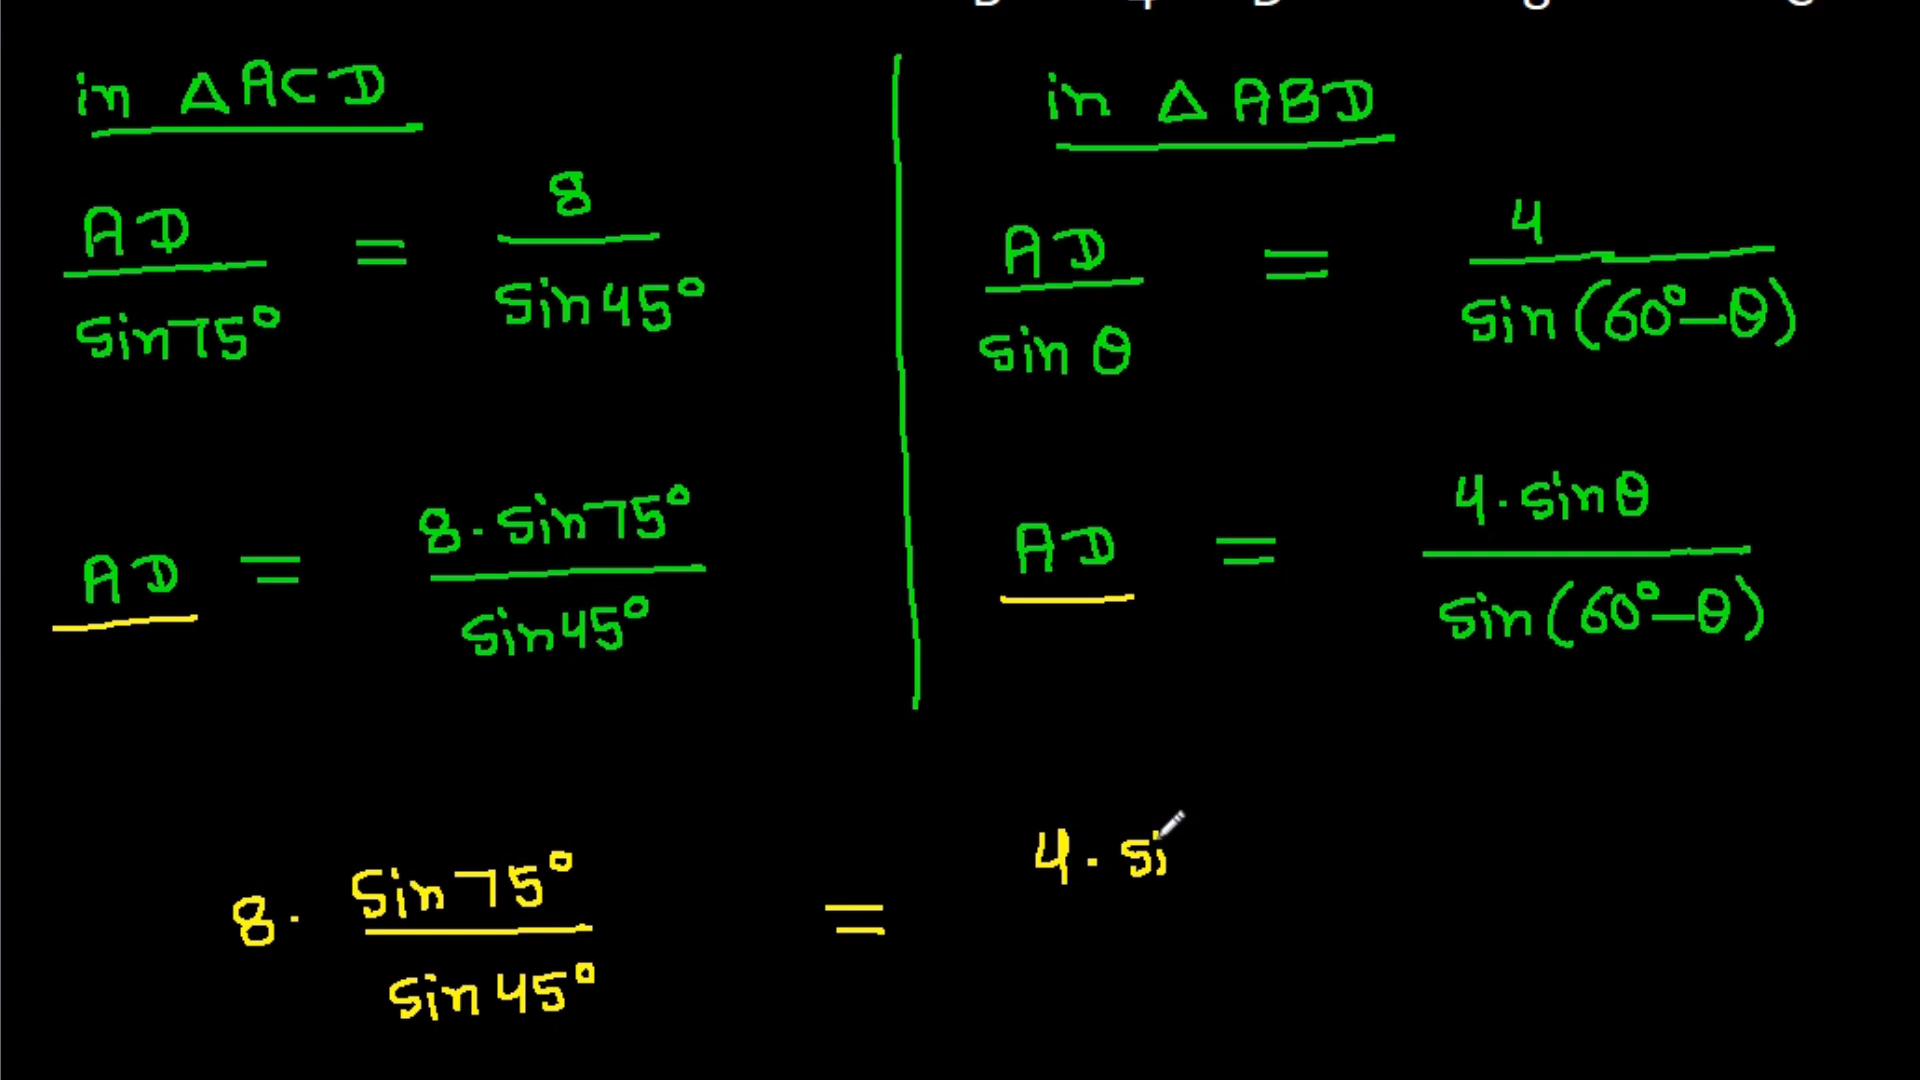 in △ACD
AD/sin75° = 8/sin45°
AD = 8·sin75°/sin45°
in △ABD
AD/sin θ = 4/sin(60°−θ)
AD = 4·sinθ/sin(60°−θ)
8· sin75°/sin45° = 4·si